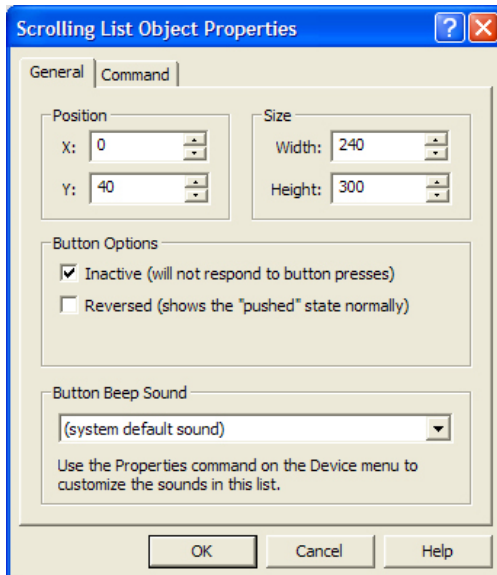 Scrolling List Object Properties
General Command
Position
X: 0
Y: 40
Size
Width: 240
Height: 300
Button Options
Inactive (will not respond to button presses)
Reversed (shows the "pushed" state normally)
Button Beep Sound
(system default sound)
Use the Properties command on the Device menu to
customize the sounds in this list.
OK Cancel Help